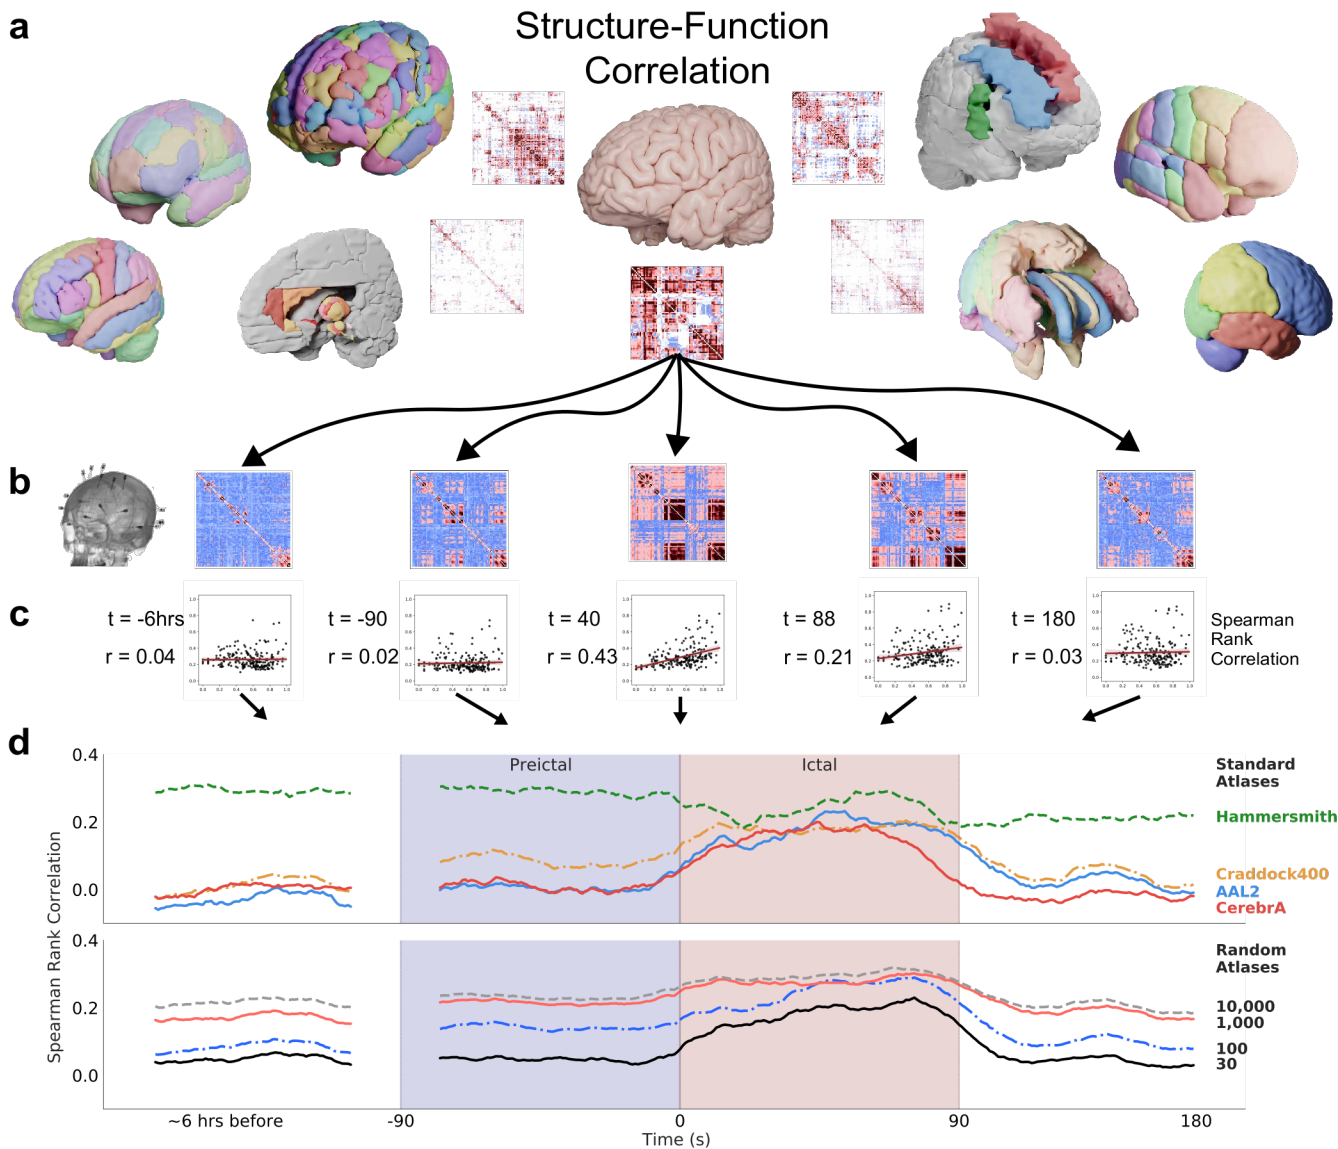 a
Structure-Function
Correlation
b
c
t = -6hrs
r = 0.04
t = -90
r = 0.02
t = 40
r = 0.43
t = 88
r = 0.21
t = 180
r = 0.03
Spearman
Rank
Correlation
d
Spearman Rank Correlation
0.4
0.2
0.0
Preictal
Ictal
Standard
Atlases
Hammersmith
Craddock400
AAL2
CerebrA
0.4
0.2
0.0
Random
Atlases
10,000
1,000
100
30
~6 hrs before
-90
0
90
180
Time (s)